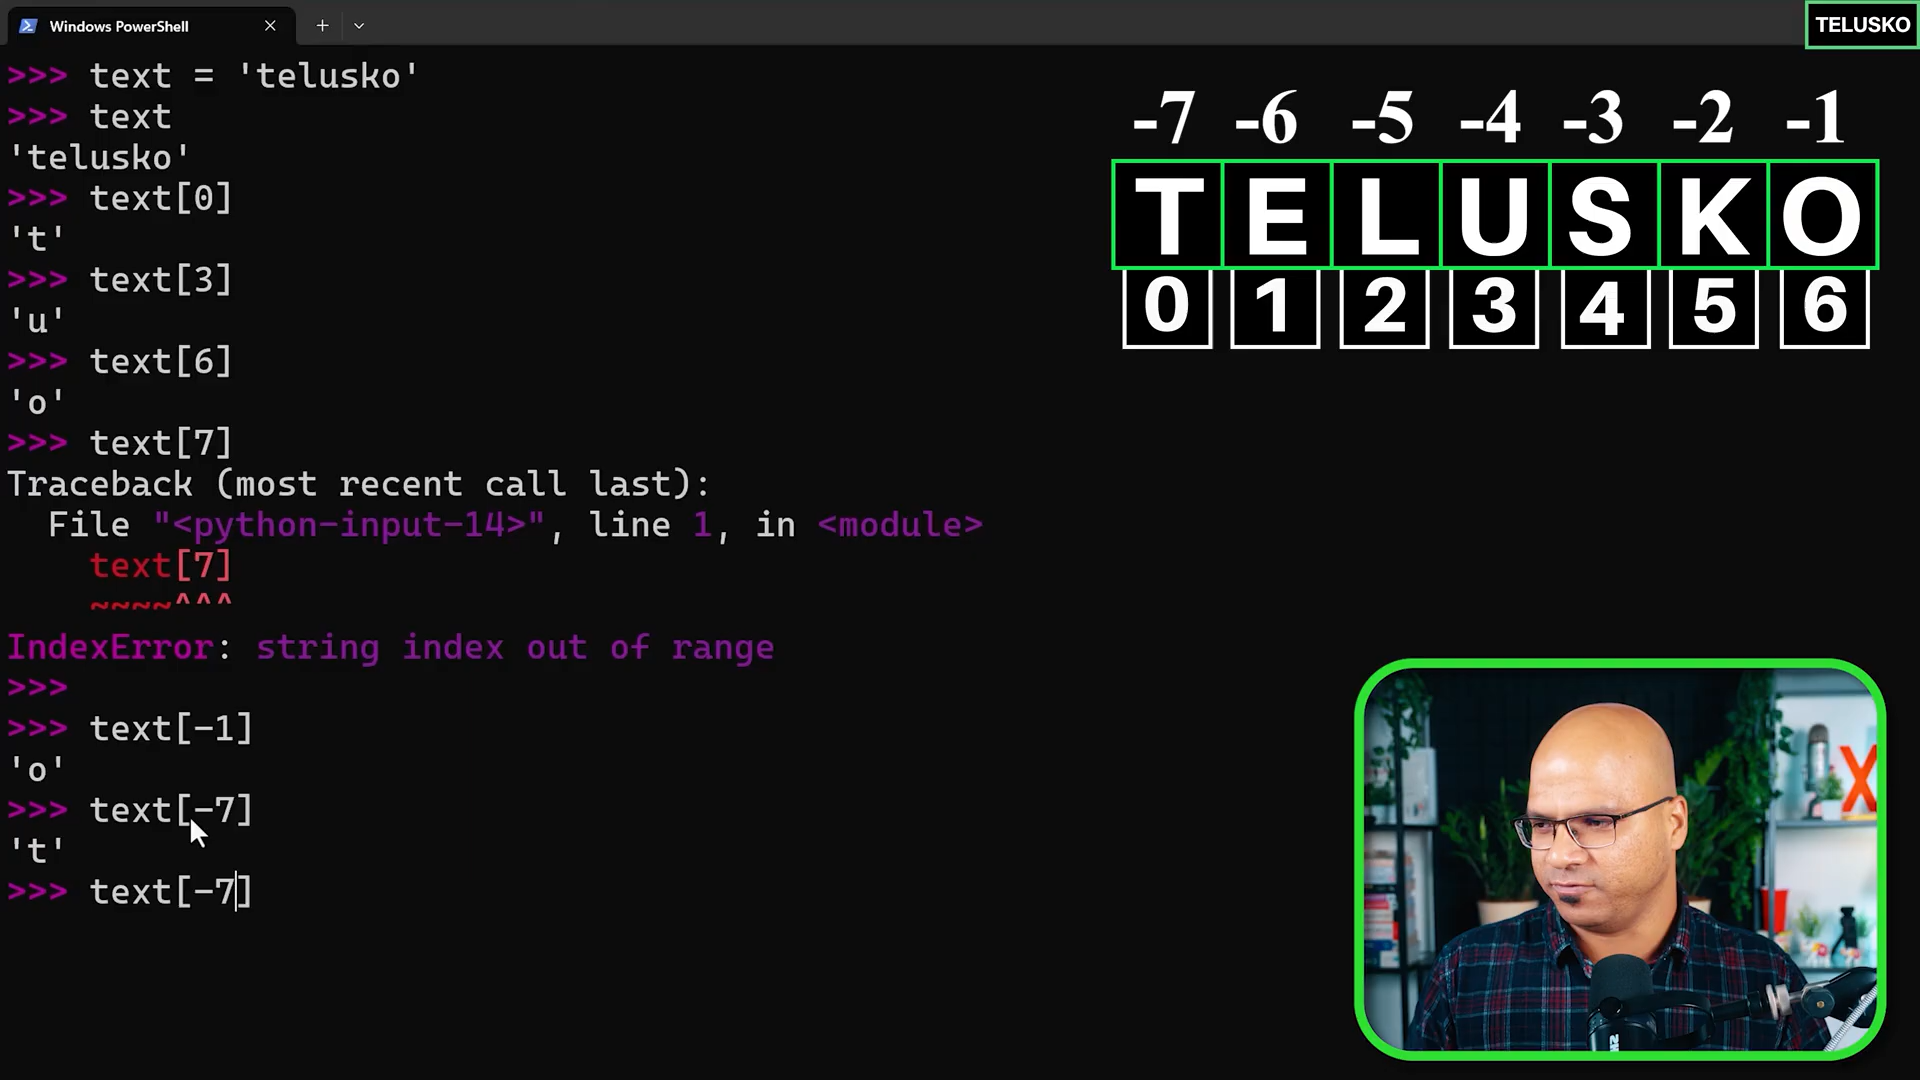 Windows PowerShell
TELUSKO
>>> text = 'telusko'
>>> text
'telusko'
>>> text[0]
't'
>>> text[3]
'u'
>>> text[6]
'o'
>>> text[7]
Traceback (most recent call last):
  File "<python-input-14>", line 1, in <module>
    text[7]
    ~~~~^^^
IndexError: string index out of range
>>>
>>> text[-1]
'o'
>>> text[-7]
't'
>>> text[-7]
-7 -6 -5 -4 -3 -2 -1
T E L U S K O
0 1 2 3 4 5 6